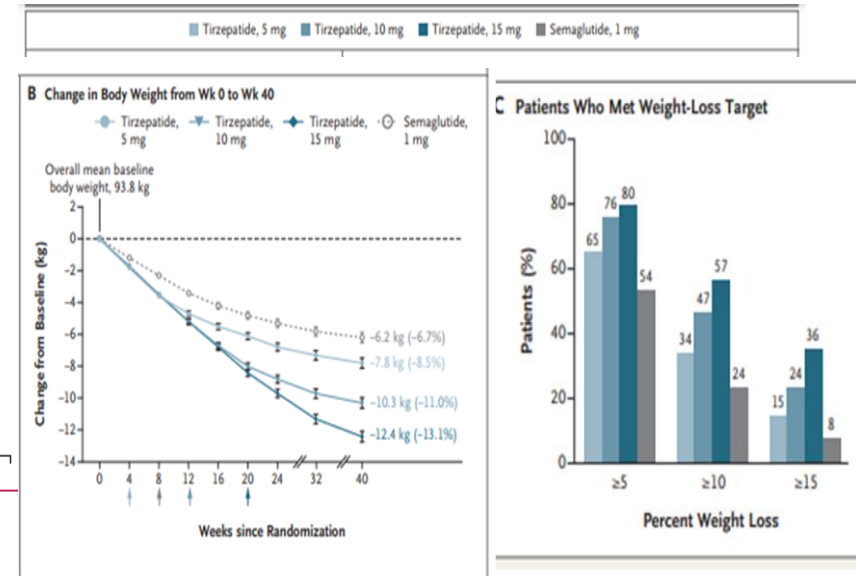 Tirzepatide, 5 mg Tirzepatide, 10 mg Tirzepatide, 15 mg Semaglutide, 1 mg
B Change in Body Weight from Wk 0 to Wk 40
Tirzepatide, 5 mg
Tirzepatide, 10 mg
Tirzepatide, 15 mg
Semaglutide, 1 mg
Overall mean baseline
body weight, 93.8 kg
Change from Baseline (kg)
2
0
−2
−4
−6
−8
−10
−12
−14
−6.2 kg (−6.7%)
−7.8 kg (−8.5%)
−10.3 kg (−11.0%)
−12.4 kg (−13.1%)
0 4 8 12 16 20 24 32 40
Weeks since Randomization
C Patients Who Met Weight-Loss Target
Patients (%)
100
80
60
40
20
0
65 76 80 54
34 47 57 24
15 24 36 8
≥5 ≥10 ≥15
Percent Weight Loss